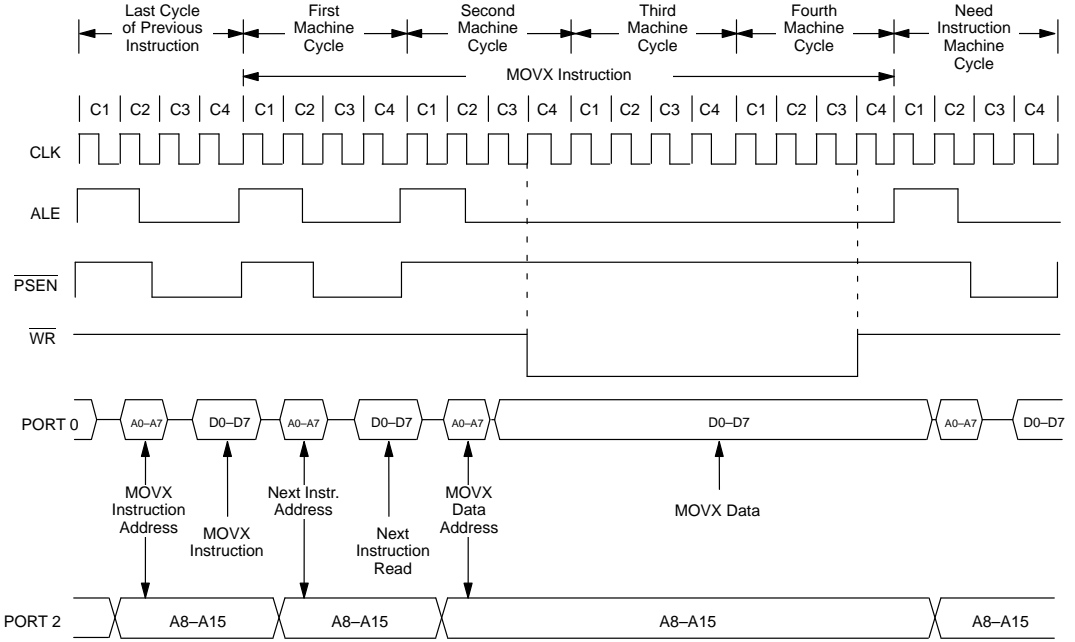 Last Cycle
of Previous
Instruction
First
Machine
Cycle
Second
Machine
Cycle
Third
Machine
Cycle
Fourth
Machine
Cycle
Need
Instruction
Machine
Cycle
MOVX Instruction
C1 C2 C3 C4 C1 C2 C3 C4 C1 C2 C3 C4 C1 C2 C3 C4 C1 C2 C3 C4 C1 C2 C3 C4
CLK
ALE
PSEN
WR
PORT 0 A0–A7 D0–D7 A0–A7 D0–D7 A0–A7 D0–D7 A0–A7 D0–D7
MOVX
Instruction
Address
MOVX
Instruction
Next Instr.
Address
Next
Instruction
Read
MOVX
Data
Address
MOVX Data
PORT 2 A8–A15 A8–A15 A8–A15 A8–A15